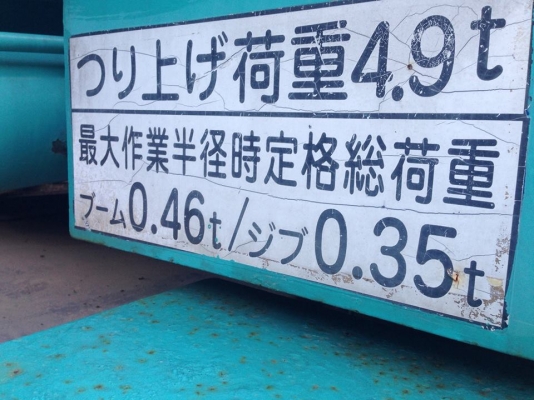 つり上げ荷重4.9t
最大作業半径時定格総荷重
ブーム0.46t/ジブ0.35t